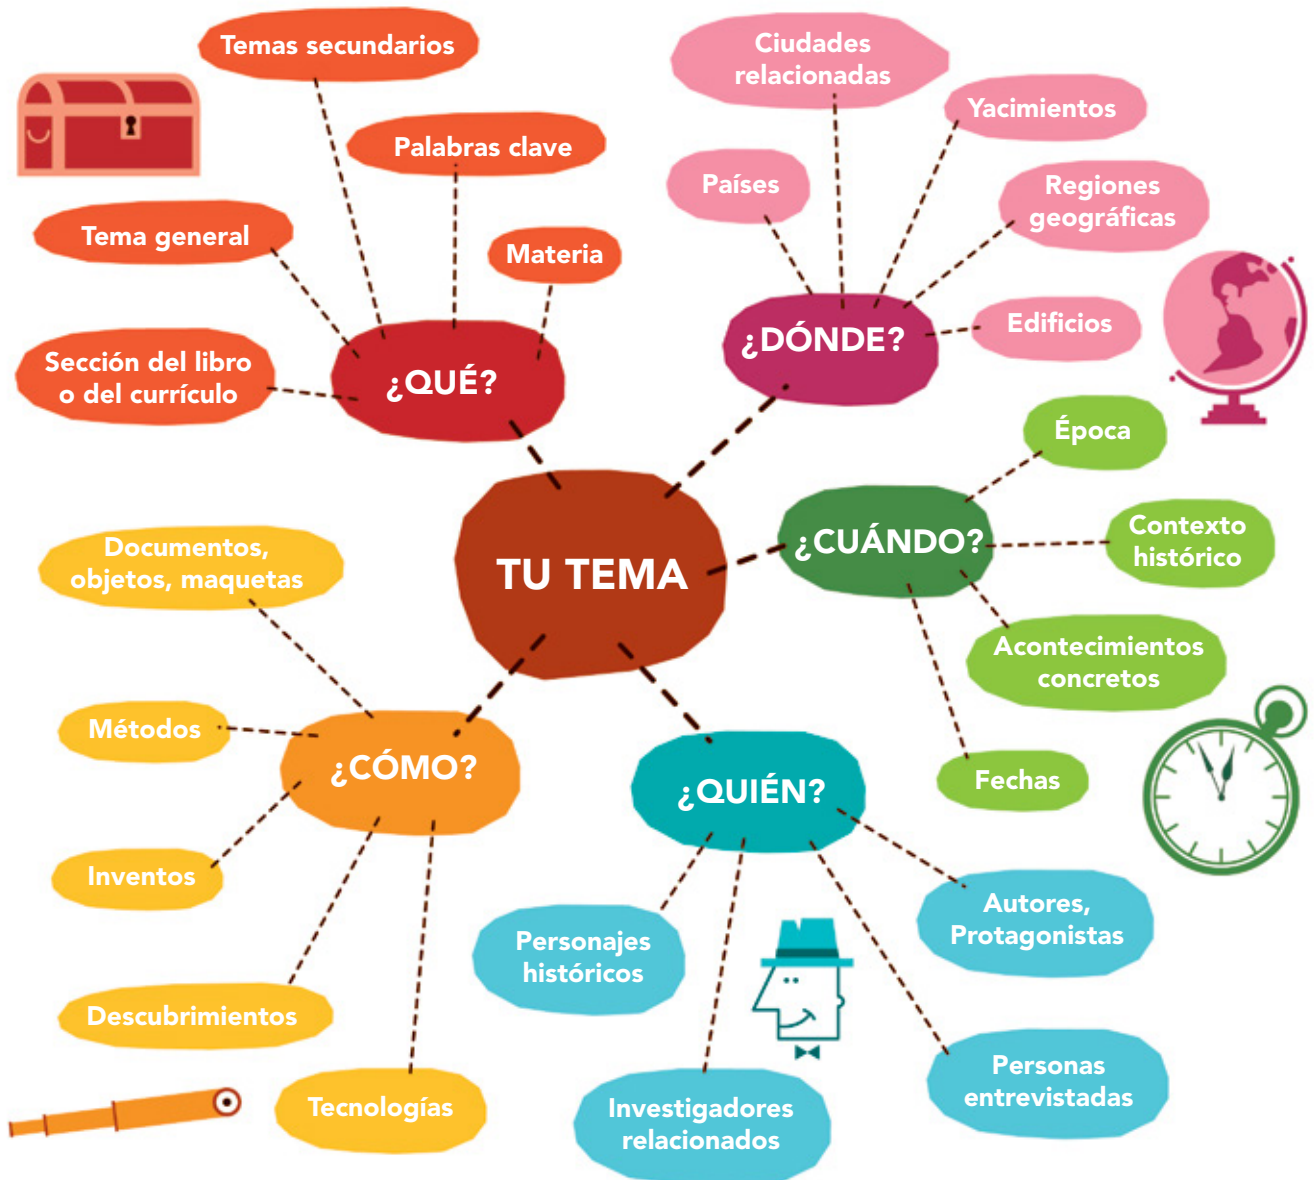 Temas secundarios
Palabras clave
Tema general
Materia
Sección del libro
o del currículo
¿QUÉ?
Ciudades
relacionadas
Yacimientos
Países
Regiones
geográficas
Edificios
¿DÓNDE?
Época
Contexto
histórico
¿CUÁNDO?
Acontecimientos
concretos
Fechas
TU TEMA
Documentos,
objetos, maquetas
Métodos
¿CÓMO?
Inventos
Descubrimientos
Tecnologías
¿QUIÉN?
Personajes
históricos
Autores,
Protagonistas
Investigadores
relacionados
Personas
entrevistadas